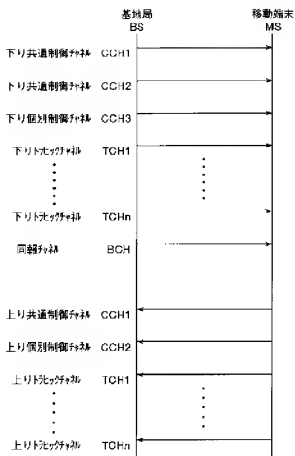 基地局 移動端末
BS MS
下り共通制御チャネル CCH1
下り共通制御チャネル CCH2
下り個別制御チャネル CCH3
下りトラヒックチャネル TCH1
下りトラヒックチャネル TCHn
同報チャネル BCH
上り共通制御チャネル CCH1
上り個別制御チャネル CCH2
上りトラヒックチャネル TCH1
上りトラヒックチャネル TCHn